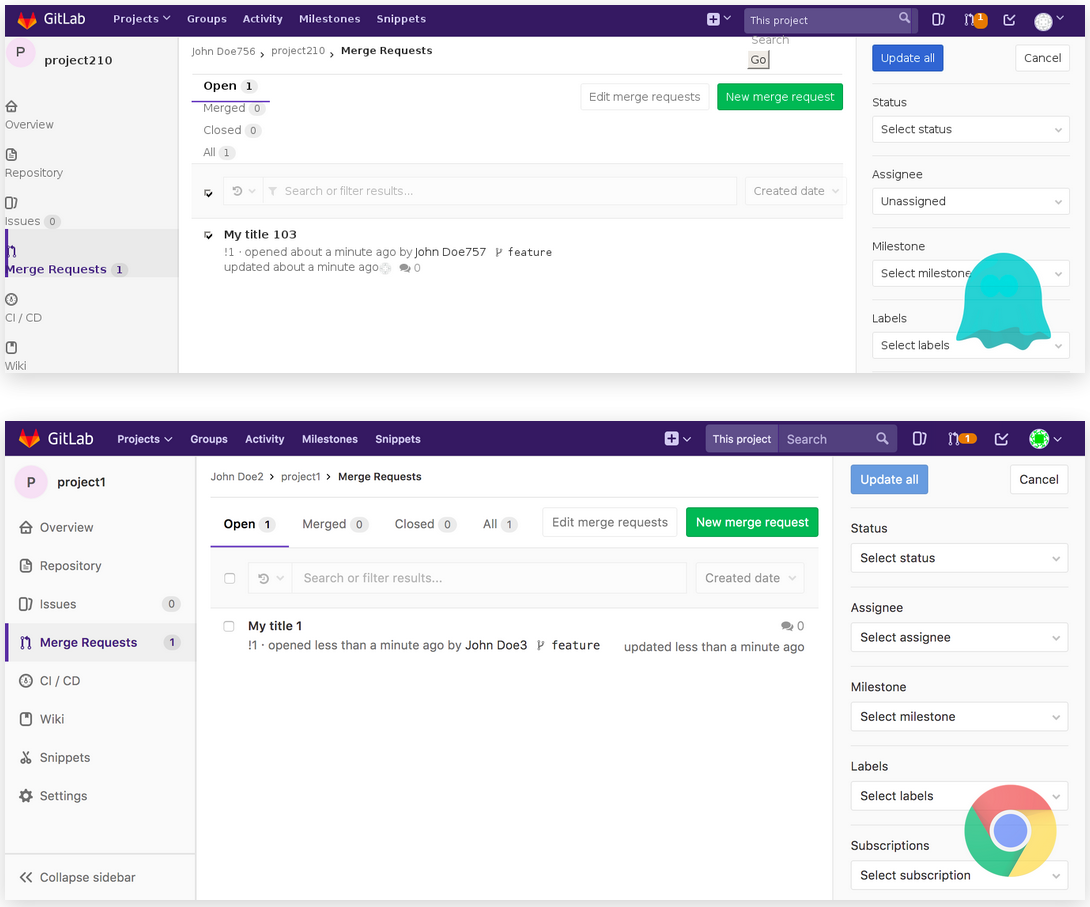 GitLab Projects Groups Activity Milestones Snippets This project 1
Search
Go
P project210
Overview
Repository
Issues 0
Merge Requests 1
CI / CD
Wiki
John Doe756 > project210 > Merge Requests
Open 1
Merged 0
Closed 0
All 1
Edit merge requests New merge request
Search or filter results... Created date
My title 103
!1 · opened about a minute ago by John Doe757 feature
updated about a minute ago 0
Update all Cancel
Status
Select status
Assignee
Unassigned
Milestone
Select milestone
Labels
Select labels
GitLab Projects Groups Activity Milestones Snippets This project Search 1
P project1
Overview
Repository
Issues 0
Merge Requests 1
CI / CD
Wiki
Snippets
Settings
Collapse sidebar
John Doe2 > project1 > Merge Requests
Open 1 Merged 0 Closed 0 All 1 Edit merge requests New merge request
Search or filter results... Created date
My title 1 0
!1 · opened less than a minute ago by John Doe3 feature updated less than a minute ago
Update all Cancel
Status
Select status
Assignee
Select assignee
Milestone
Select milestone
Labels
Select labels
Subscriptions
Select subscription